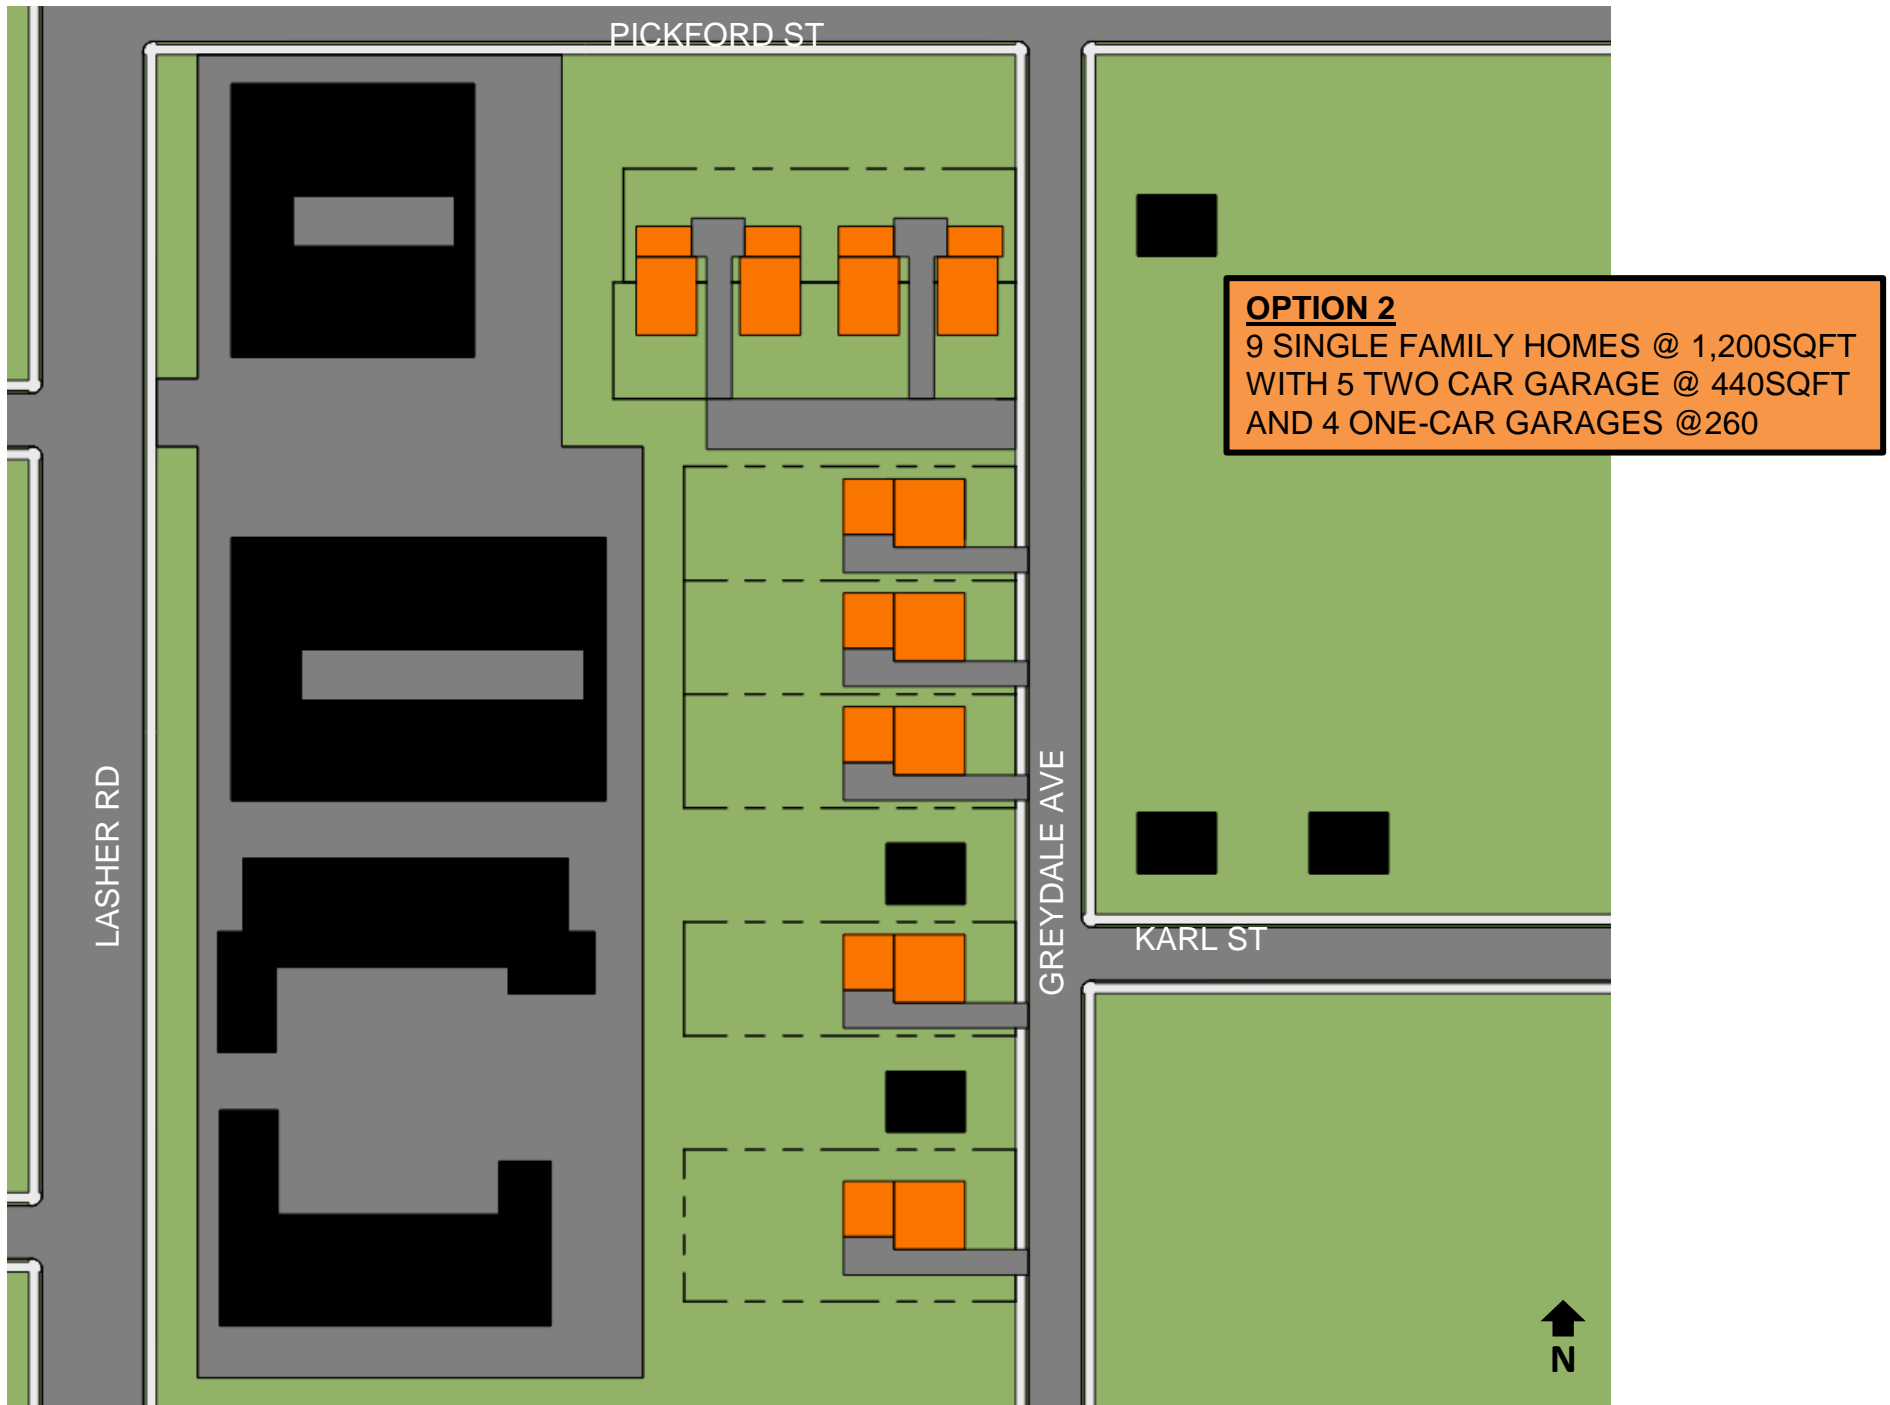 PICKFORD ST
OPTION 2
9 SINGLE FAMILY HOMES @ 1,200SQFT
WITH 5 TWO CAR GARAGE @ 440SQFT
AND 4 ONE-CAR GARAGES @260
LASHER RD
GREYDALE AVE
KARL ST
N